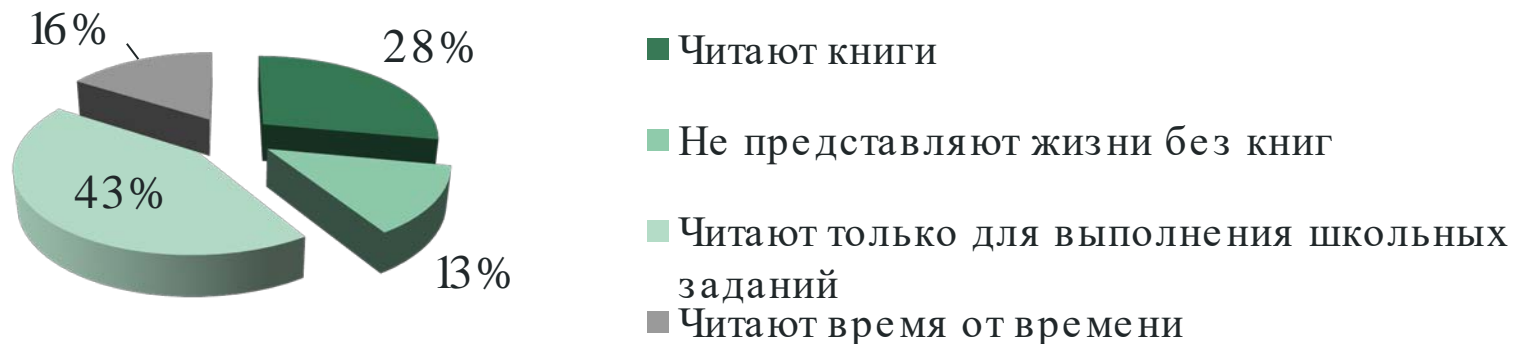 16%
28%
43%
13%
Читают книги
Не представляют жизни без книг
Читают только для выполнения школьных
заданий
Читают время от времени